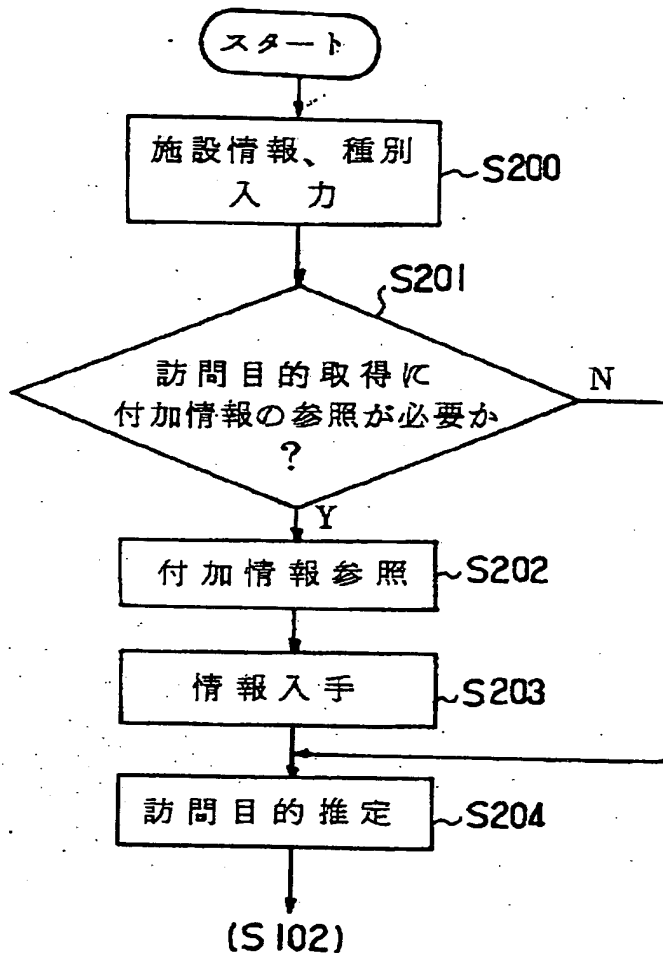 スタート
施設情報、種別
入力
S200
S201
訪問目的取得に
付加情報の参照が必要か
?
N
Y
付加情報参照
S202
情報入手
S203
訪問目的推定
S204
(S102)